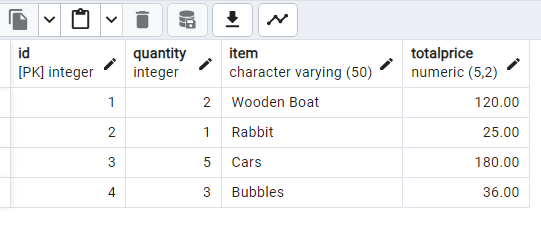 id quantity item totalprice
[PK] integer integer character varying (50) numeric (5,2)
1 2 Wooden Boat 120.00
2 1 Rabbit 25.00
3 5 Cars 180.00
4 3 Bubbles 36.00